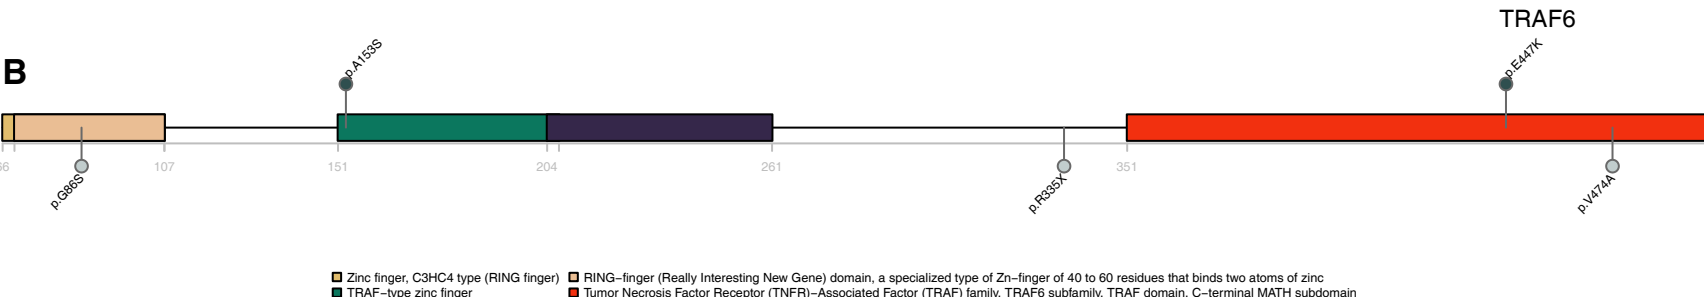 TRAF6
B
p.A153S
p.E447K
66 107 151 204 261 351
p.G86S
p.R335X
p.V474A
Zinc finger, C3HC4 type (RING finger) RING−finger (Really Interesting New Gene) domain, a specialized type of Zn−finger of 40 to 60 residues that binds two atoms of zinc
TRAF−type zinc finger Tumor Necrosis Factor Receptor (TNFR)−Associated Factor (TRAF) family, TRAF6 subfamily, TRAF domain, C−terminal MATH subdomain